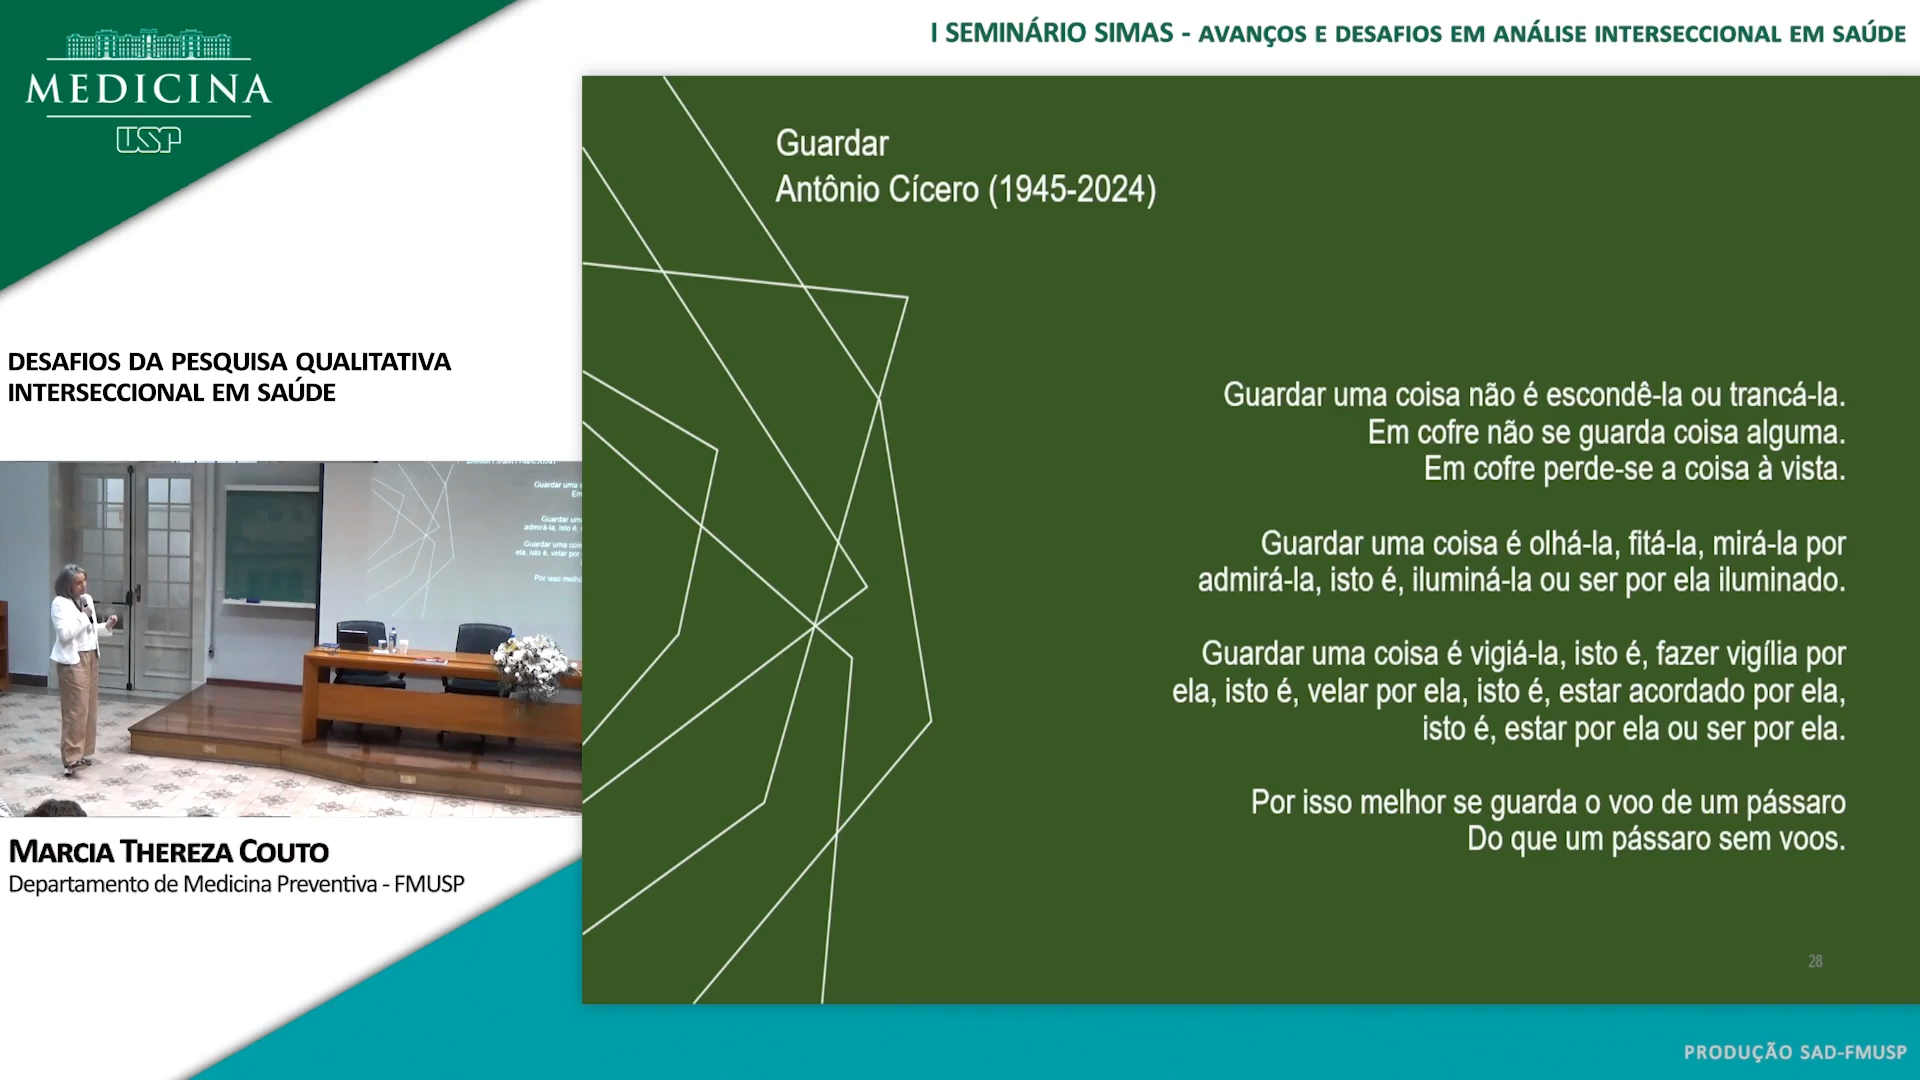 MEDICINA
USP
I SEMINÁRIO SIMAS - AVANÇOS E DESAFIOS EM ANÁLISE INTERSECCIONAL EM SAÚDE
DESAFIOS DA PESQUISA QUALITATIVA
INTERSECCIONAL EM SAÚDE
MARCIA THEREZA COUTO
Departamento de Medicina Preventiva - FMUSP
Guardar
Antônio Cícero (1945-2024)
Guardar uma coisa não é escondê-la ou trancá-la.
Em cofre não se guarda coisa alguma.
Em cofre perde-se a coisa à vista.
Guardar uma coisa é olhá-la, fitá-la, mirá-la por
admirá-la, isto é, iluminá-la ou ser por ela iluminado.
Guardar uma coisa é vigiá-la, isto é, fazer vigília por
ela, isto é, velar por ela, isto é, estar acordado por ela,
isto é, estar por ela ou ser por ela.
Por isso melhor se guarda o voo de um pássaro
Do que um pássaro sem voos.
28
PRODUÇÃO SAD-FMUSP